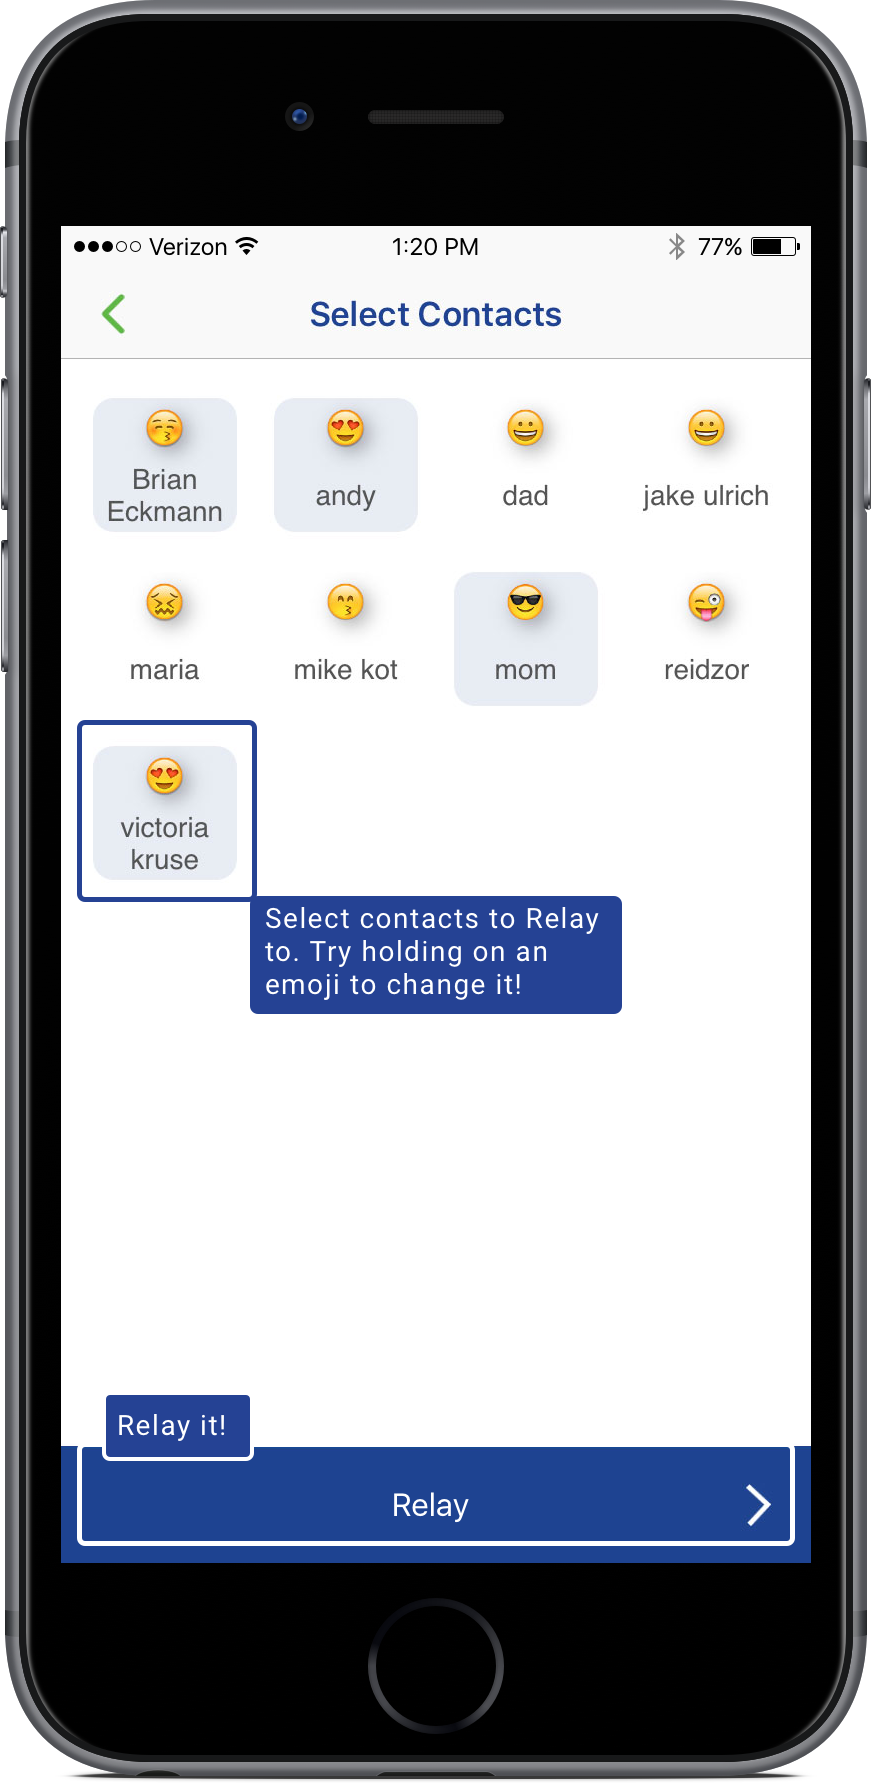 Verizon 1:20 PM 77%
Select Contacts
Brian
Eckmann
andy
dad
jake ulrich
maria
mike kot
mom
reidzor
victoria
kruse
Select contacts to Relay
to. Try holding on an
emoji to change it!
Relay it!
Relay